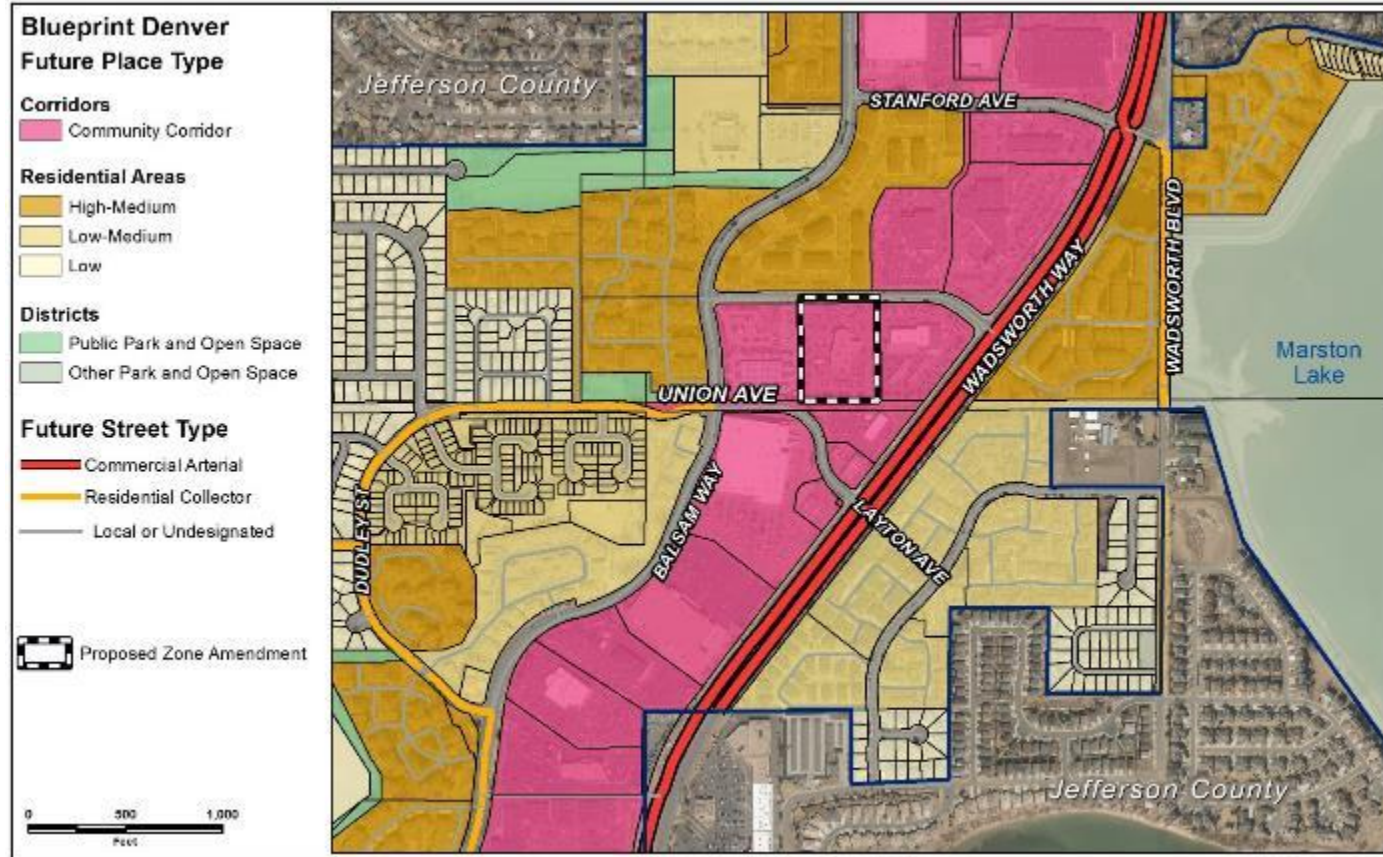 Blueprint Denver
Future Place Type
Corridors
Community Corridor
Residential Areas
High-Medium
Low-Medium
Low
Districts
Public Park and Open Space
Other Park and Open Space
Future Street Type
Commercial Arterial
Residential Collector
Local or Undesignated
Proposed Zone Amendment
0 500 1,000
Feet
Jefferson County
STANFORD AVE
WADSWORTH BLVD
WADSWORTH WAY
Marston
Lake
UNION AVE
DUDLEY ST
BALSAM WAY
LAYTON AVE
Jefferson County